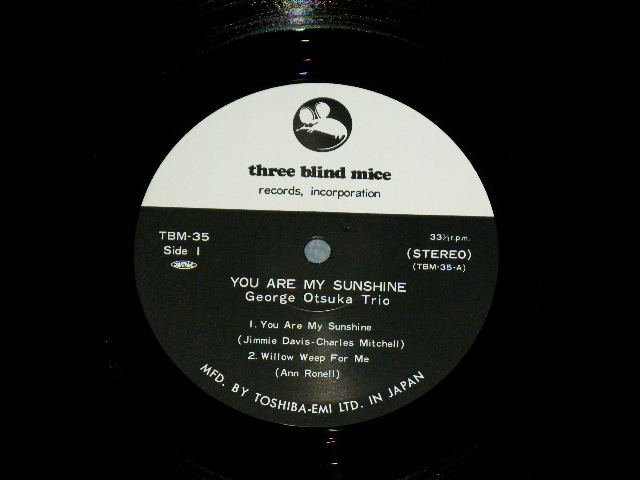 three blind mice
records, incorporation
TBM-35
Side 1
33⅓ r.p.m.
(STEREO)
(TBM-35-A)
YOU ARE MY SUNSHINE
George Otsuka Trio
1. You Are My Sunshine
(Jimmie Davis-Charles Mitchell)
2. Willow Weep For Me
(Ann Ronell)
MFD. BY TOSHIBA-EMI LTD. IN JAPAN